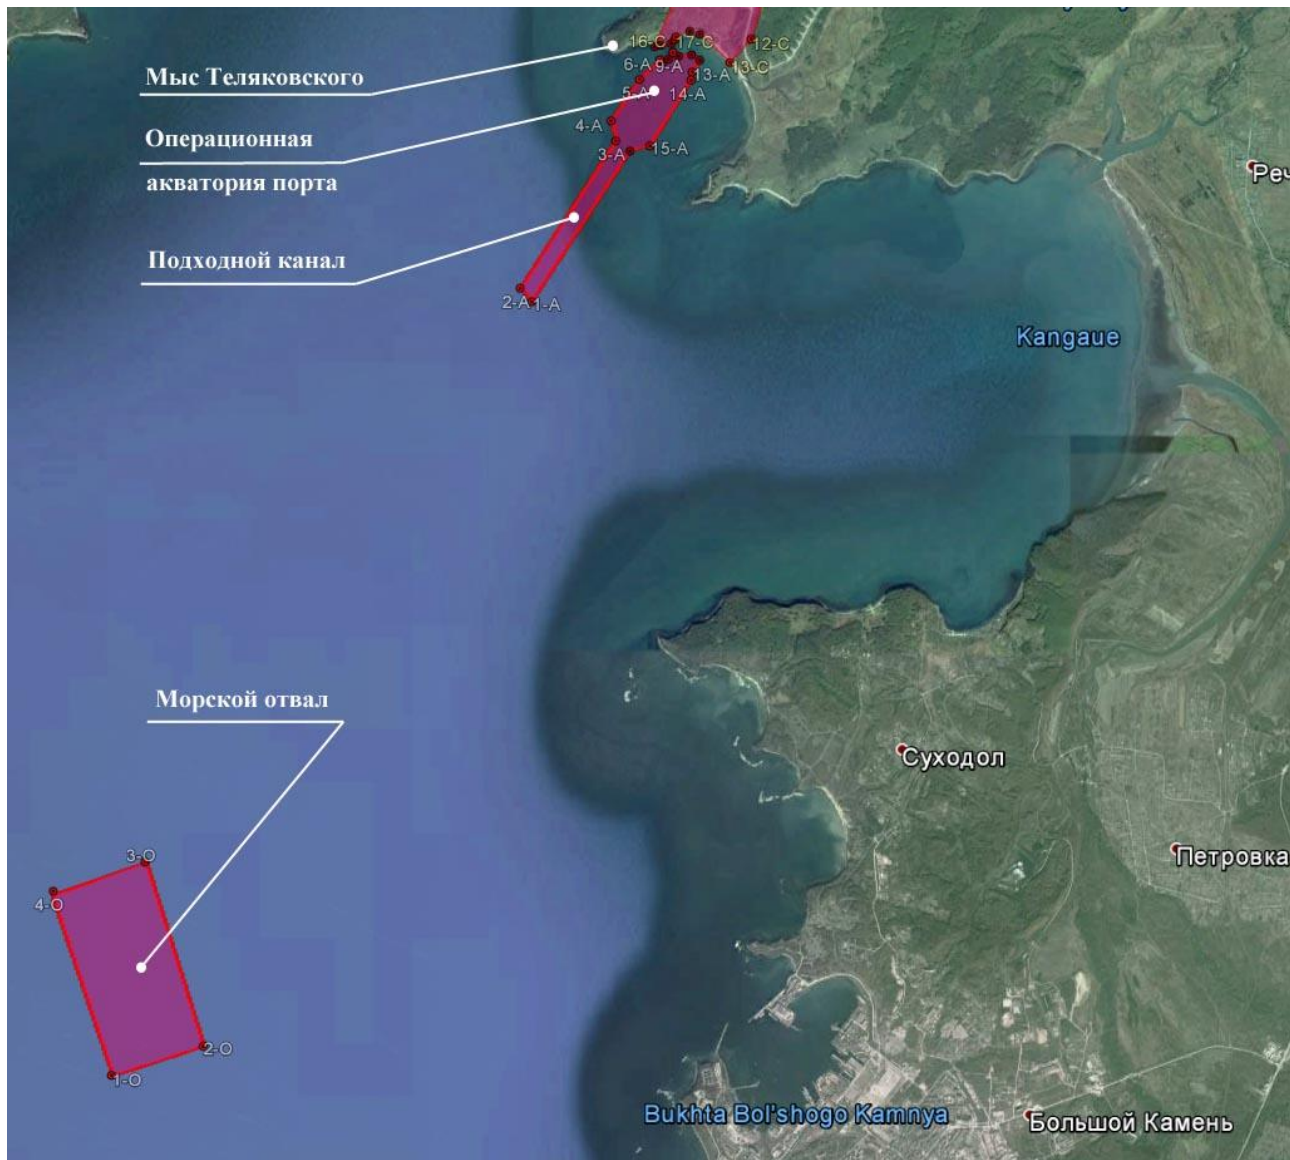 16-C
17-C
12-C
Мыс Теляковского
6-A
9-A
13-A
13-C
5-A
14-A
Операционная
акватория порта
4-A
3-A
15-A
Реч
Подходной канал
2-A
1-A
Kangaue
Морской отвал
Суходол
3-O
Петровка
4-O
2-O
1-O
Bukhta Bol'shogo Kamnya
Большой Камень